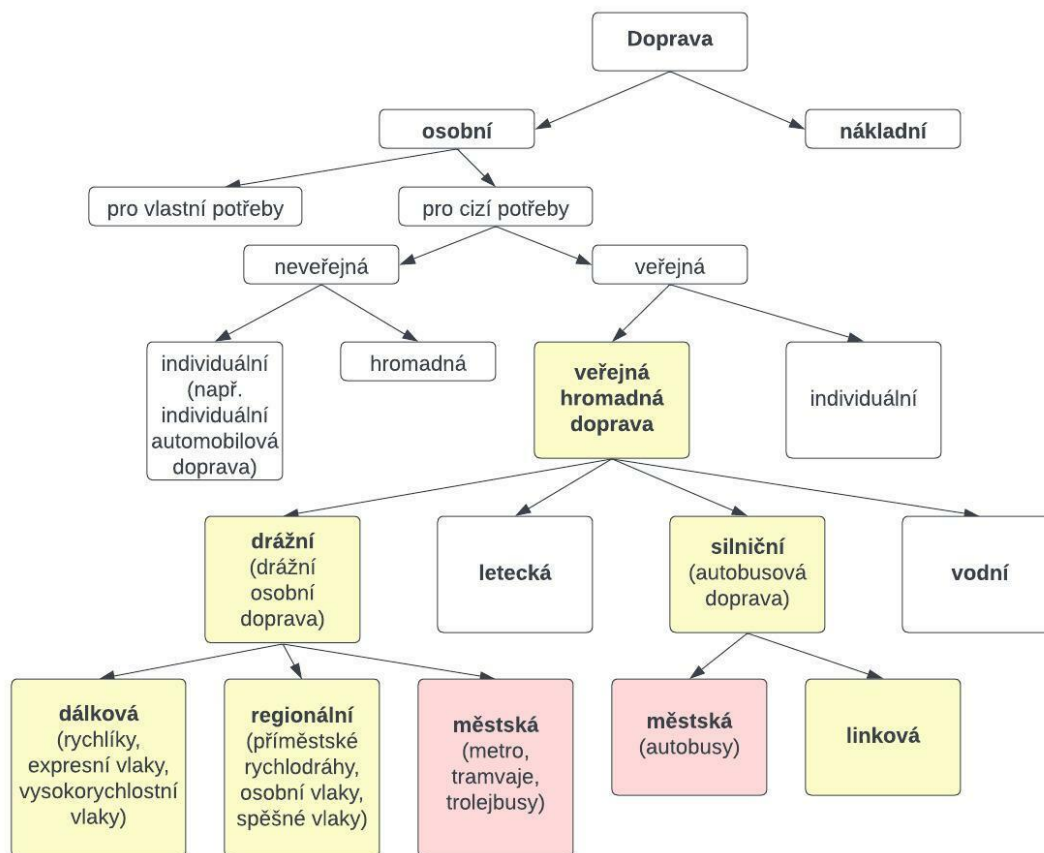 Doprava
osobní
nákladní
pro vlastní potřeby
pro cizí potřeby
neveřejná
veřejná
individuální
(např.
individuální
automobilová
doprava)
hromadná
veřejná
hromadná
doprava
individuální
drážní
(drážní
osobní
doprava)
letecká
silniční
(autobusová
doprava)
vodní
dálková
(rychlíky,
expresní vlaky,
vysokorychlostní
vlaky)
regionální
(příměstské
rychlodráhy,
osobní vlaky,
spěšné vlaky)
městská
(metro,
tramvaje,
trolejbusy)
městská
(autobusy)
linková